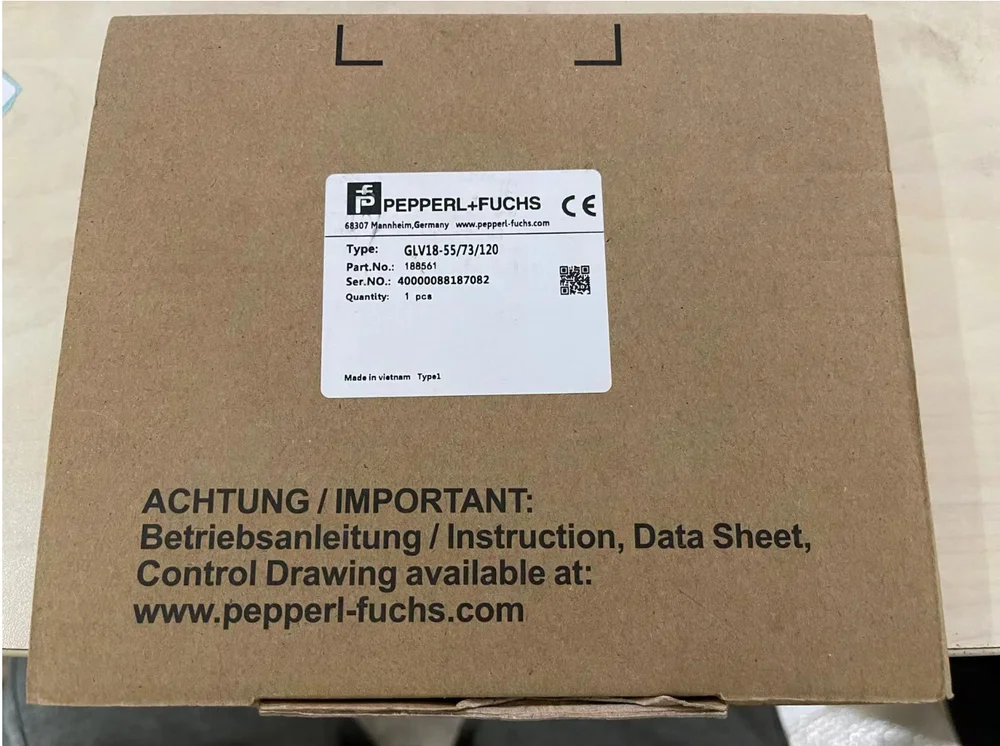 PEPPERL+FUCHS CE
68307 Mannheim,Germany www.pepperl-fuchs.com
Type: GLV18-55/73/120
Part.No.: 188561
Ser.NO.: 40000088187082
Quantity: 1 pcs
Made in vietnam Type1
ACHTUNG / IMPORTANT:
Betriebsanleitung / Instruction, Data Sheet,
Control Drawing available at:
www.pepperl-fuchs.com